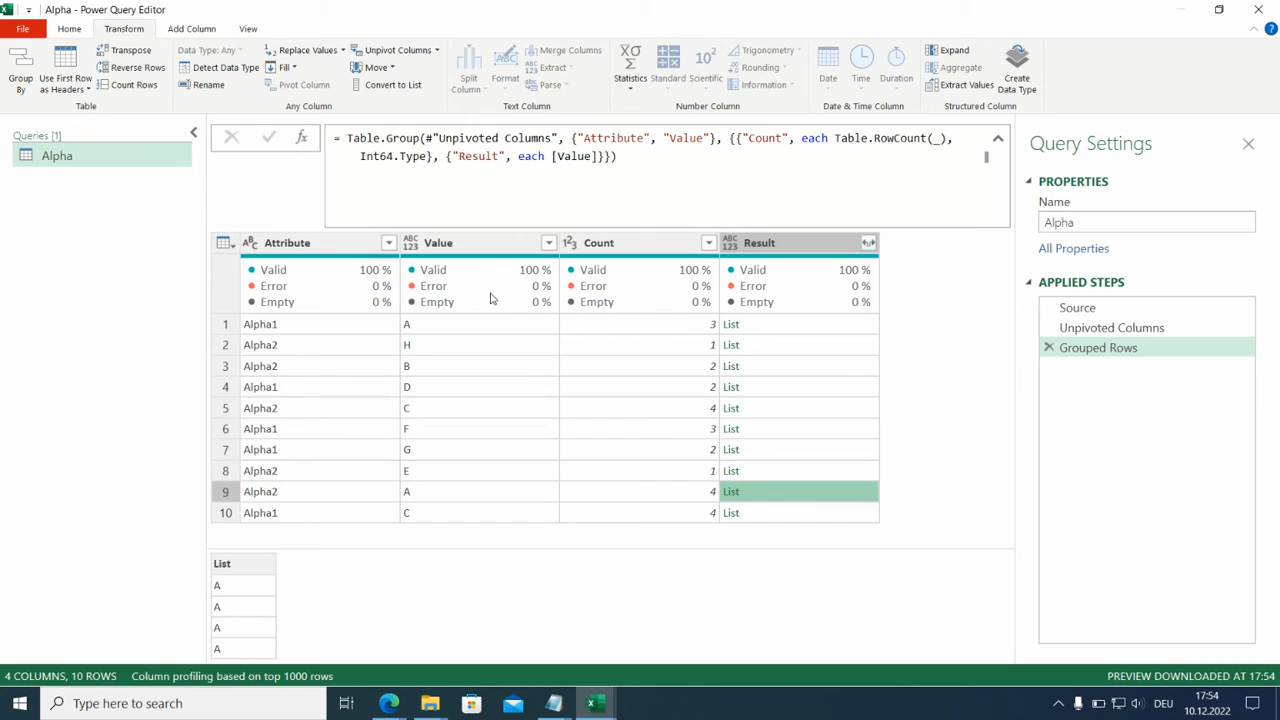 Alpha - Power Query Editor
File
Home
Transform
Add Column
View
Group By
Use First Row as Headers
Transpose
Reverse Rows
Count Rows
Table
Data Type: Any
Detect Data Type
Rename
Replace Values
Fill
Unpivot Columns
Move
Convert to List
Any Column
Split Column
Format
Merge Columns
Extract
Parse
Text Column
Statistics
Standard
Scientific
Trigonometry
Rounding
Information
Number Column
Date
Time
Duration
Date & Time Column
Expand
Aggregate
Extract Values
Create Data Type
Structured Column
Queries [1]
Alpha
= Table.Group(#"Unpivoted Columns", {"Attribute", "Value"}, {{"Count", each Table.RowCount(_),
Int64.Type}, {"Result", each [Value]}})
Attribute Value Count Result
Valid 100 % Valid 100 % Valid 100 % Valid 100 %
Error 0 % Error 0 % Error 0 % Error 0 %
Empty 0 % Empty 0 % Empty 0 % Empty 0 %
1 Alpha1 A 3 List
2 Alpha2 H 1 List
3 Alpha2 B 2 List
4 Alpha1 D 2 List
5 Alpha2 C 4 List
6 Alpha1 F 3 List
7 Alpha1 G 2 List
8 Alpha2 E 1 List
9 Alpha2 A 4 List
10 Alpha1 C 4 List
List
A
A
A
A
Query Settings
PROPERTIES
Name
Alpha
All Properties
APPLIED STEPS
Source
Unpivoted Columns
Grouped Rows
4 COLUMNS, 10 ROWS Column profiling based on top 1000 rows
PREVIEW DOWNLOADED AT 17:54
Type here to search
DEU
17:54
10.12.2022